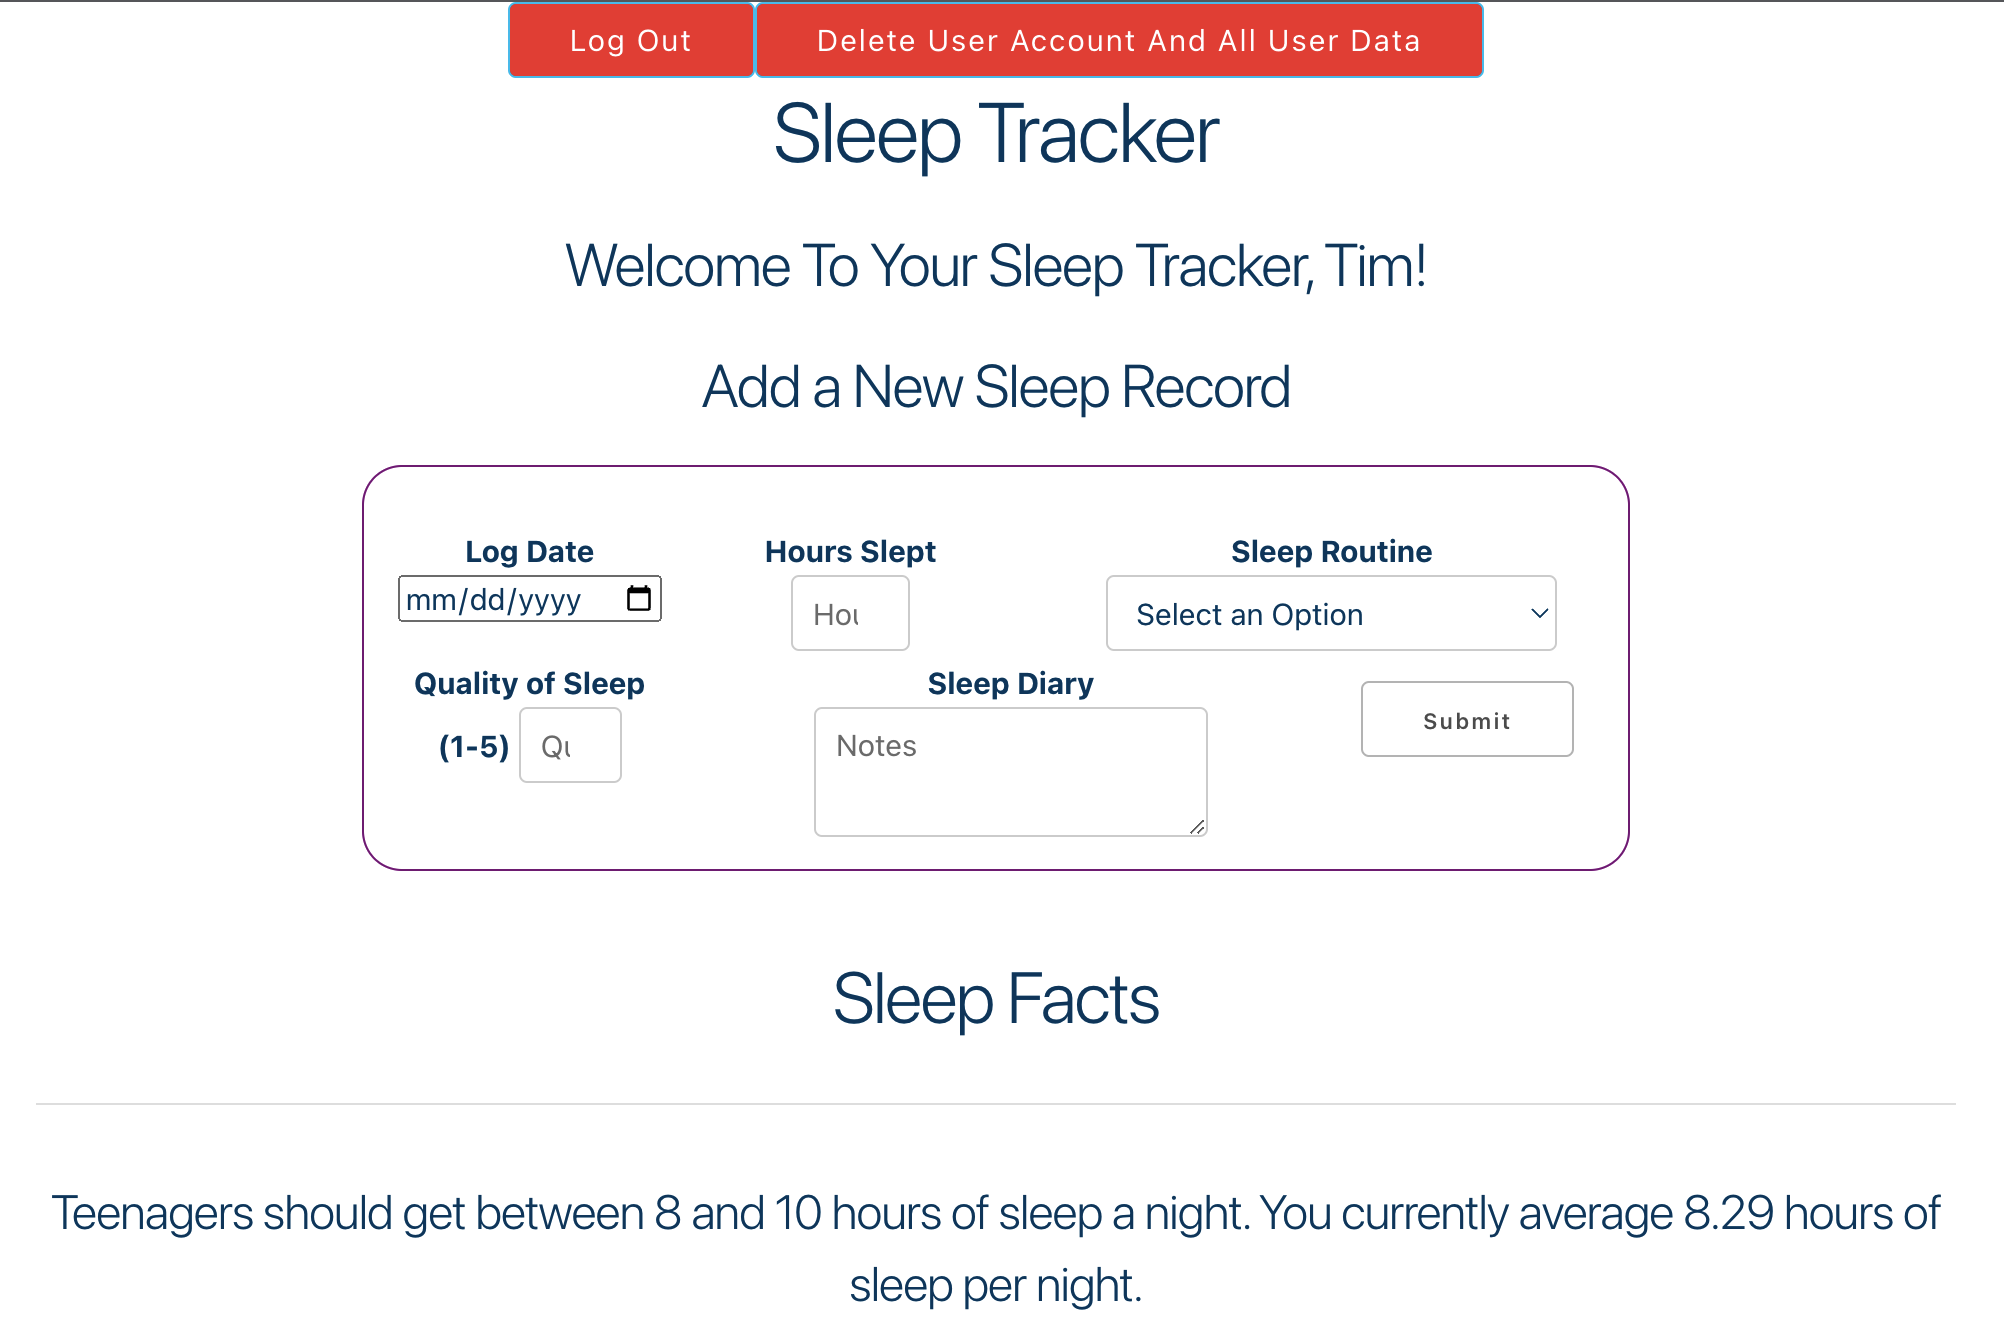 Log Out Delete User Account And All User Data
Sleep Tracker
Welcome To Your Sleep Tracker, Tim!
Add a New Sleep Record
Log Date Hours Slept Sleep Routine
mm/dd/yyyy Hou Select an Option
Quality of Sleep Sleep Diary
(1-5) Qu Notes Submit
Sleep Facts
Teenagers should get between 8 and 10 hours of sleep a night. You currently average 8.29 hours of
sleep per night.